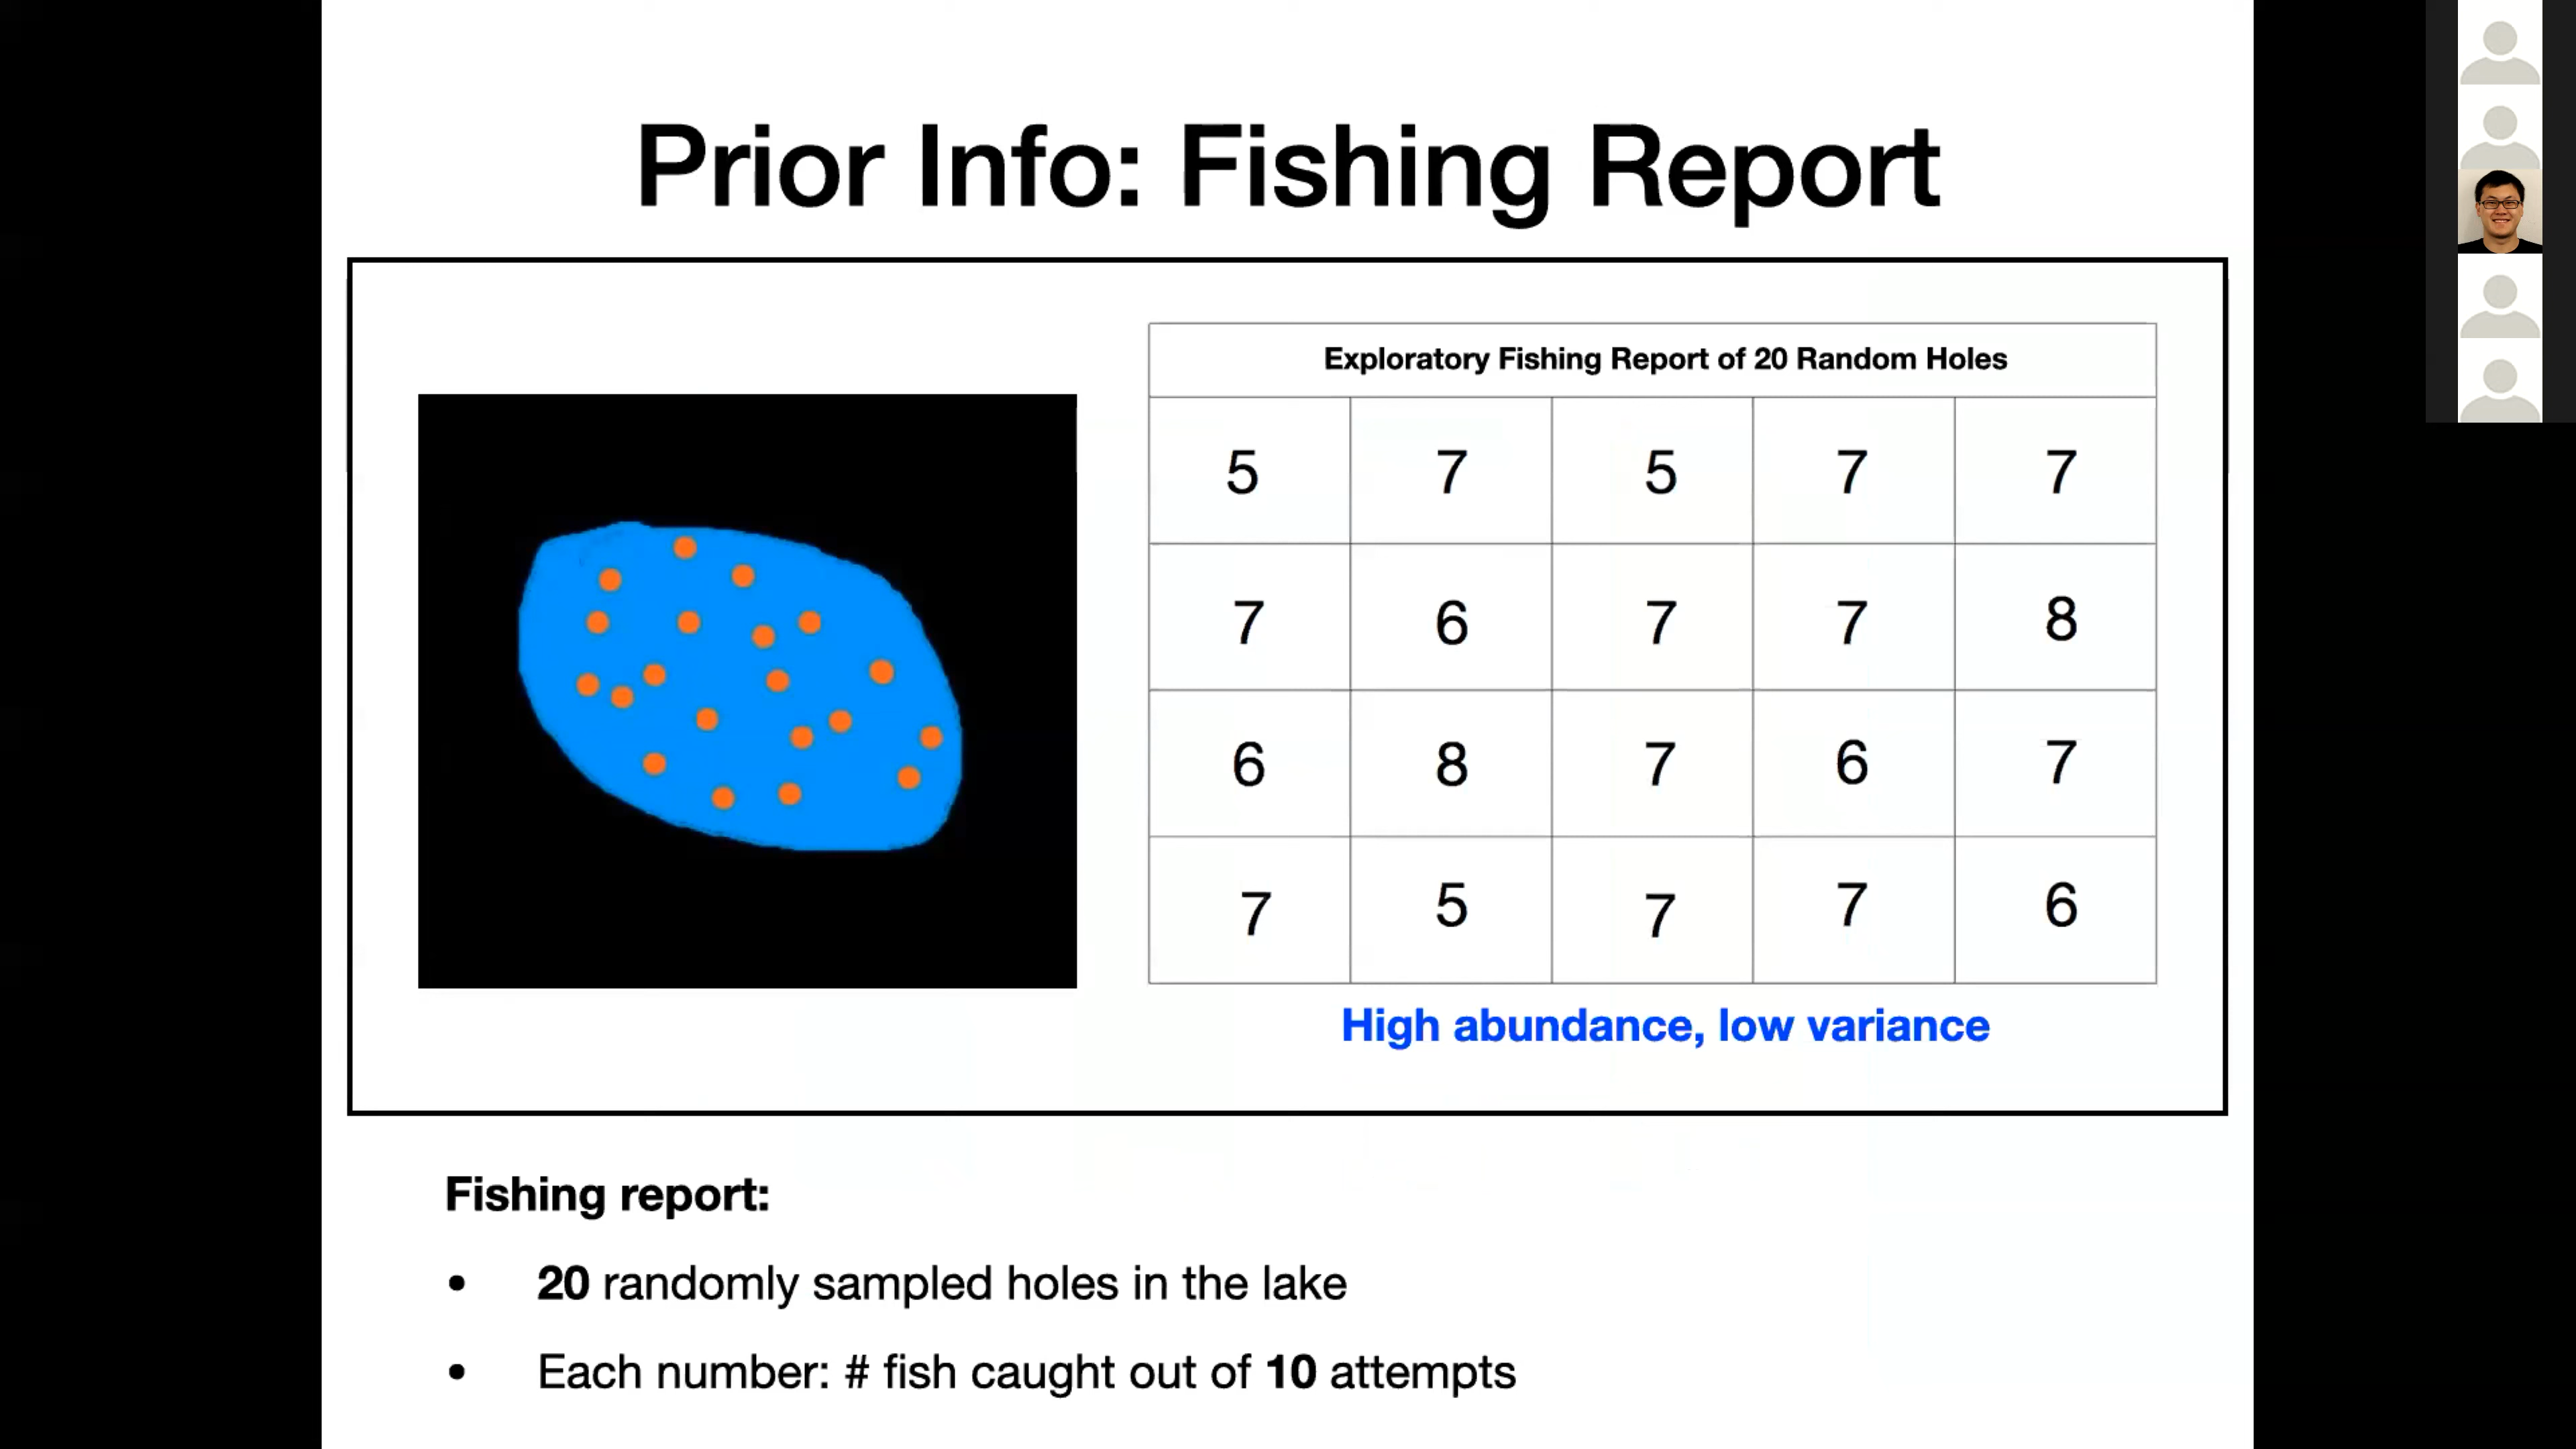 Prior Info: Fishing Report
Exploratory Fishing Report of 20 Random Holes
5 7 5 7 7
7 6 7 7 8
6 8 7 6 7
7 5 7 7 6
High abundance, low variance
Fishing report:
• 20 randomly sampled holes in the lake
• Each number: # fish caught out of 10 attempts